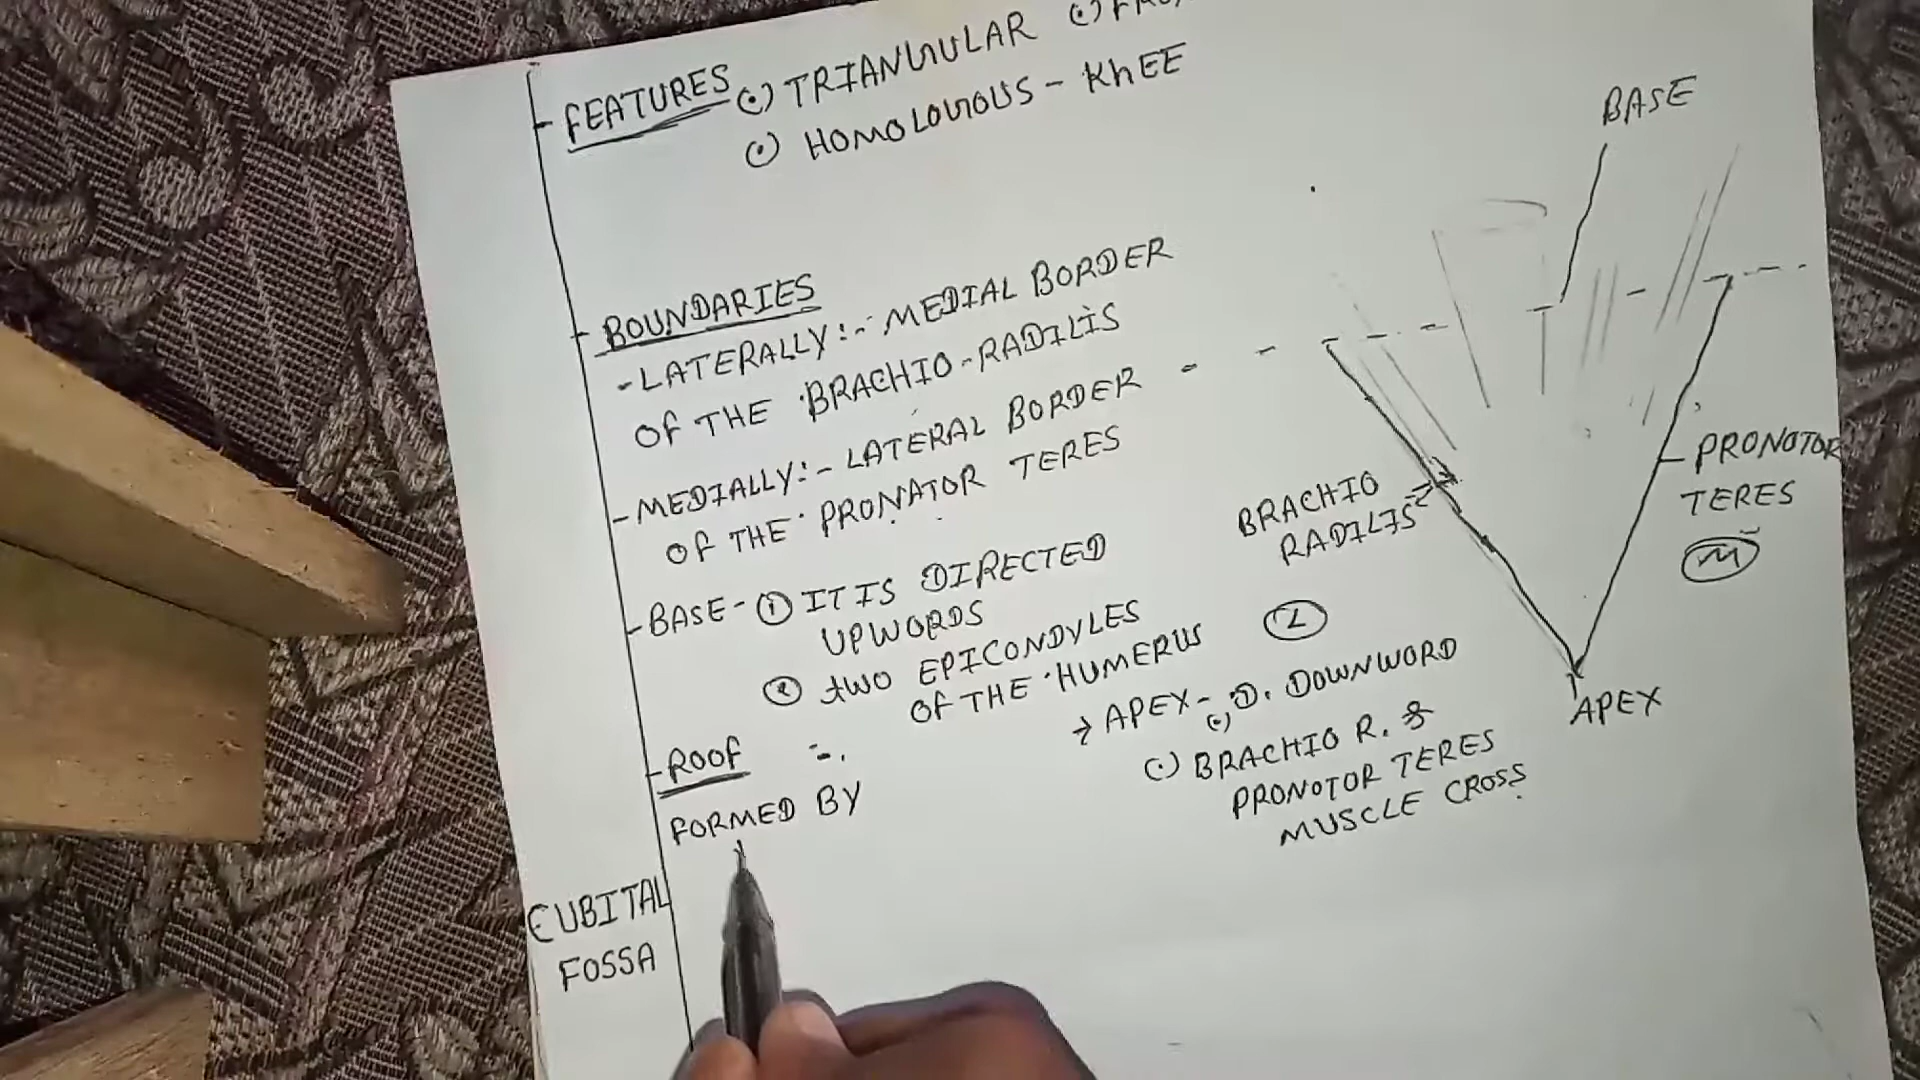 FEATURES (•) TRIANGULAR (•)
(•) HOMOLOGOUS - KNEE
BOUNDARIES
- LATERALLY :- MEDIAL BORDER
OF THE BRACHIO-RADILIS
- MEDIALLY :- LATERAL BORDER
OF THE PRONATOR TERES
- BASE - ① IT IS DIRECTED
UPWORDS
② TWO EPICONDYLES
OF THE HUMERUS
- ROOF :-.
FORMED BY
CUBITAL
FOSSA
→ APEX - D. DOWNWORD
(•) BRACHIO R. &
PRONOTOR TERES
MUSCLE CROSS
BASE
BRACHIO
RADILIS
L
PRONOTOR
TERES
M
APEX